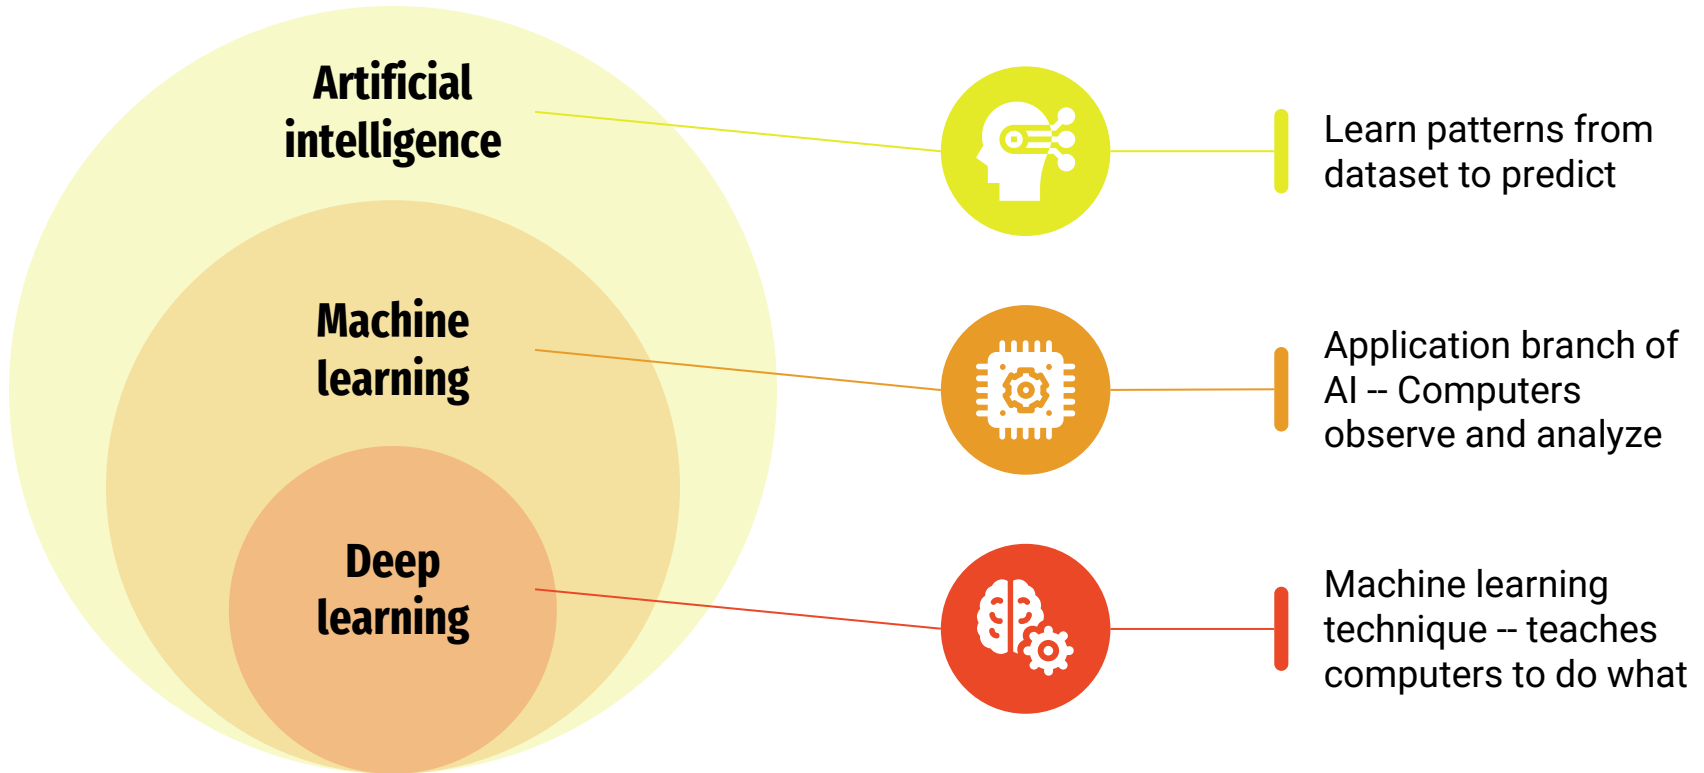 Artificial
intelligence
Learn patterns from
dataset to predict
Machine
learning
Application branch of
AI -- Computers
observe and analyze
Deep
learning
Machine learning
technique -- teaches
computers to do what